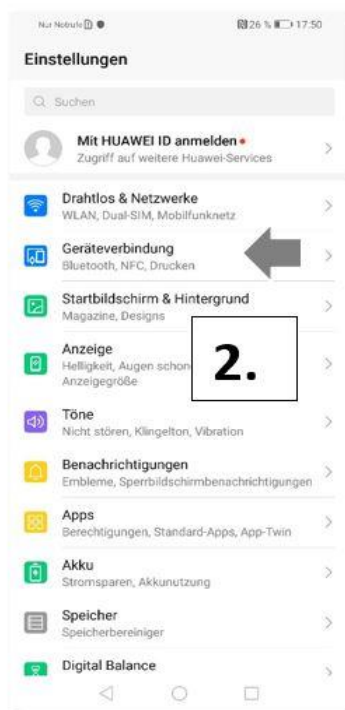 Nur Notrufe
26 % 17:50
Einstellungen
Suchen
Mit HUAWEI ID anmelden
Zugriff auf weitere Huawei-Services
Drahtlos & Netzwerke
WLAN, Dual-SIM, Mobilfunknetz
Geräteverbindung
Bluetooth, NFC, Drucken
Startbildschirm & Hintergrund
Magazine, Designs
Anzeige
Helligkeit, Augen schon
Anzeigegröße
2.
Töne
Nicht stören, Klingelton, Vibration
Benachrichtigungen
Embleme, Sperrbildschirmbenachrichtigungen
Apps
Berechtigungen, Standard-Apps, App-Twin
Akku
Stromsparen, Akkunutzung
Speicher
Speicherbereiniger
Digital Balance